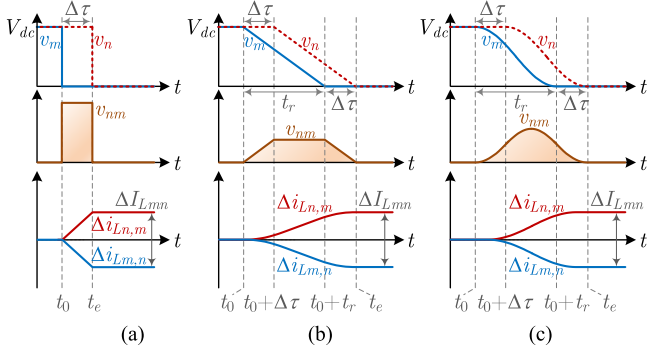 Δτ Δτ Δτ
V_dc v_m v_n v_m v_n v_m v_n
t t t
t_r Δτ t_r Δτ
v_nm v_nm v_nm
t t t
ΔI_Lmn ΔI_Lmn ΔI_Lmn
Δi_Ln,m Δi_Ln,m Δi_Ln,m
t t t
Δi_Lm,n Δi_Lm,n Δi_Lm,n
t_0 t_e t_0 t_0+Δτ t_0+t_r t_e t_0 t_0+Δτ t_0+t_r t_e
(a) (b) (c)